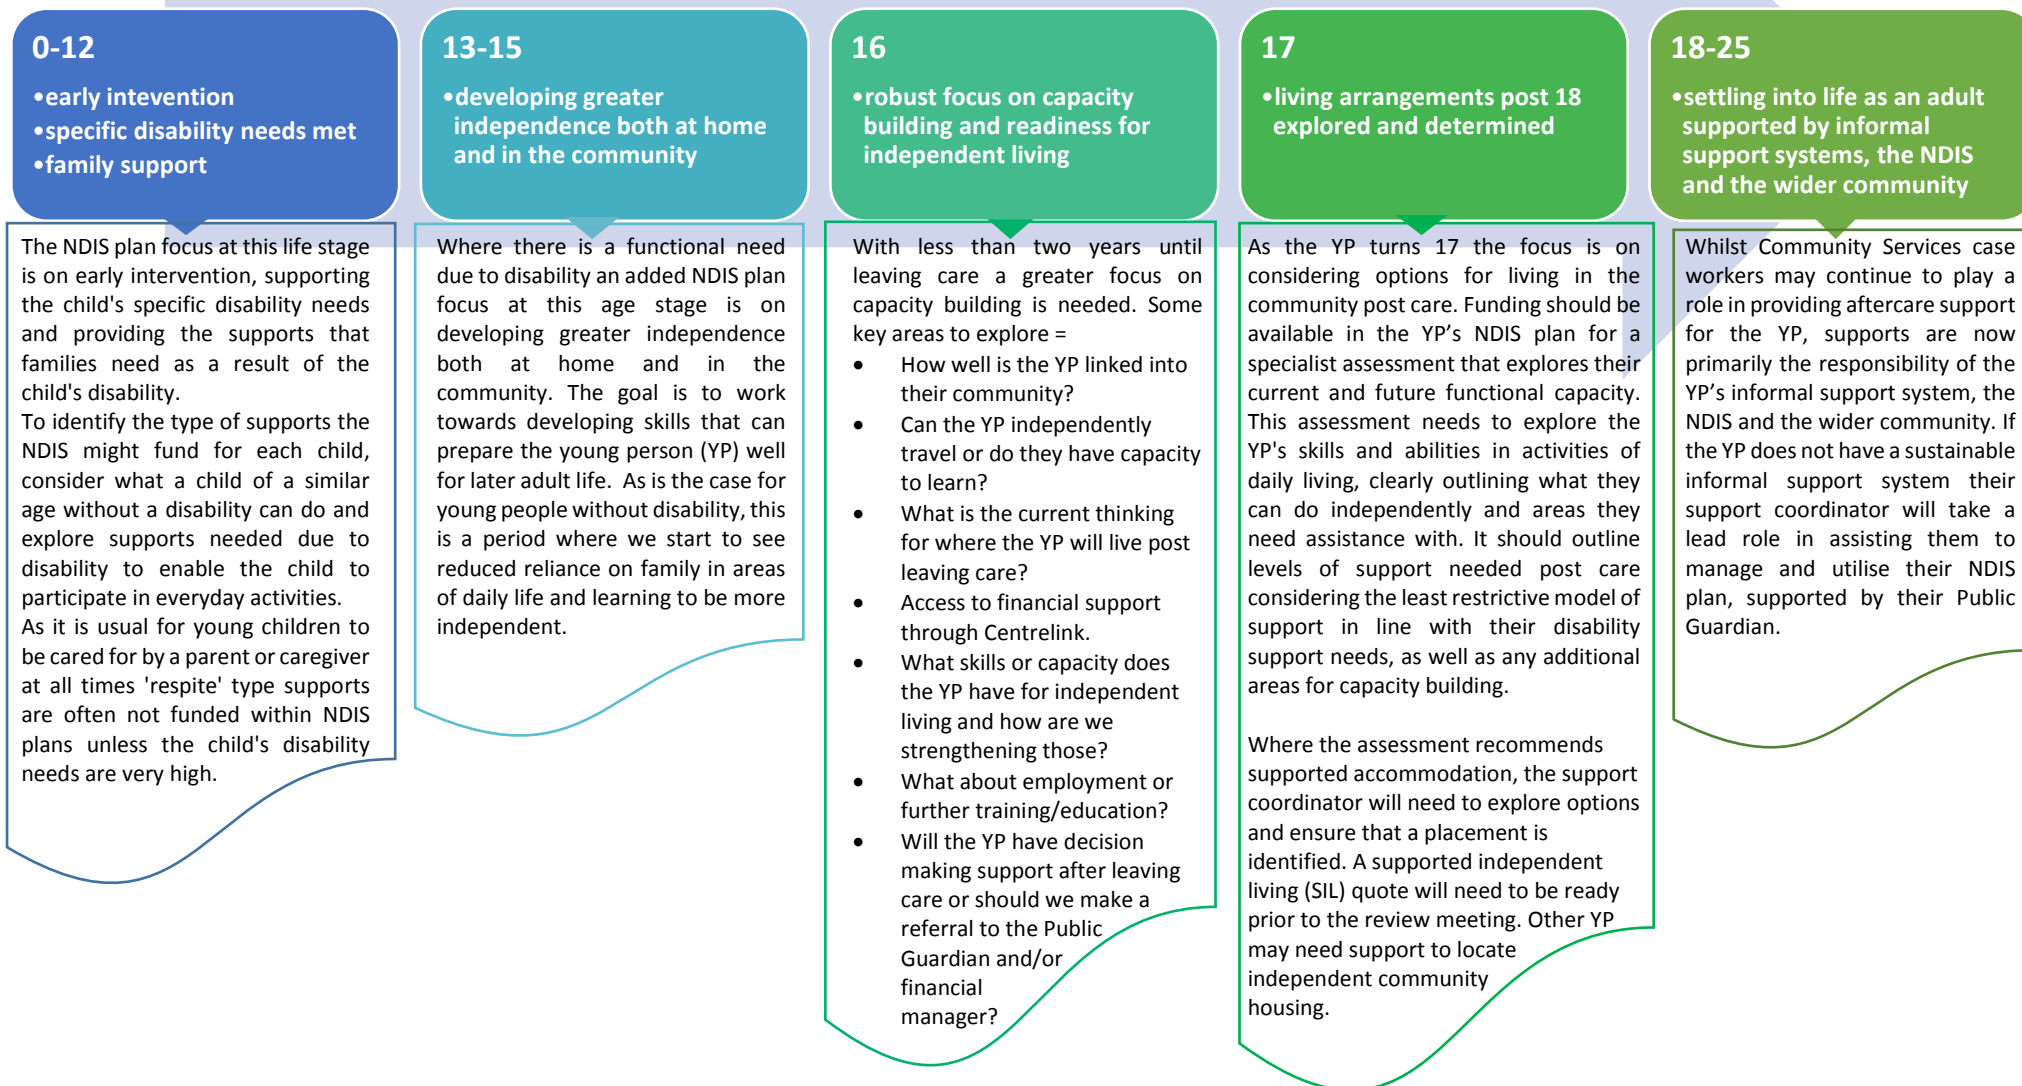 0-12
•early intevention
•specific disability needs met
•family support
The NDIS plan focus at this life stage
is on early intervention, supporting
the child's specific disability needs
and providing the supports that
families need as a result of the
child's disability.
To identify the type of supports the
NDIS might fund for each child,
consider what a child of a similar
age without a disability can do and
explore supports needed due to
disability to enable the child to
participate in everyday activities.
As it is usual for young children to
be cared for by a parent or caregiver
at all times 'respite' type supports
are often not funded within NDIS
plans unless the child's disability
needs are very high.
13-15
•developing greater
independence both at home
and in the community
Where there is a functional need
due to disability an added NDIS plan
focus at this age stage is on
developing greater independence
both at home and in the
community. The goal is to work
towards developing skills that can
prepare the young person (YP) well
for later adult life. As is the case for
young people without disability, this
is a period where we start to see
reduced reliance on family in areas
of daily life and learning to be more
independent.
16
•robust focus on capacity
building and readiness for
independent living
With less than two years until
leaving care a greater focus on
capacity building is needed. Some
key areas to explore =
• How well is the YP linked into
their community?
• Can the YP independently
travel or do they have capacity
to learn?
• What is the current thinking
for where the YP will live post
leaving care?
• Access to financial support
through Centrelink.
• What skills or capacity does
the YP have for independent
living and how are we
strengthening those?
• What about employment or
further training/education?
• Will the YP have decision
making support after leaving
care or should we make a
referral to the Public
Guardian and/or
financial
manager?
17
•living arrangements post 18
explored and determined
As the YP turns 17 the focus is on
considering options for living in the
community post care. Funding should be
available in the YP’s NDIS plan for a
specialist assessment that explores their
current and future functional capacity.
This assessment needs to explore the
YP's skills and abilities in activities of
daily living, clearly outlining what they
can do independently and areas they
need assistance with. It should outline
levels of support needed post care
considering the least restrictive model of
support in line with their disability
support needs, as well as any additional
areas for capacity building.
Where the assessment recommends
supported accommodation, the support
coordinator will need to explore options
and ensure that a placement is
identified. A supported independent
living (SIL) quote will need to be ready
prior to the review meeting. Other YP
may need support to locate
independent community
housing.
18-25
•settling into life as an adult
supported by informal
support systems, the NDIS
and the wider community
Whilst Community Services case
workers may continue to play a
role in providing aftercare support
for the YP, supports are now
primarily the responsibility of the
YP’s informal support system, the
NDIS and the wider community. If
the YP does not have a sustainable
informal support system their
support coordinator will take a
lead role in assisting them to
manage and utilise their NDIS
plan, supported by their Public
Guardian.